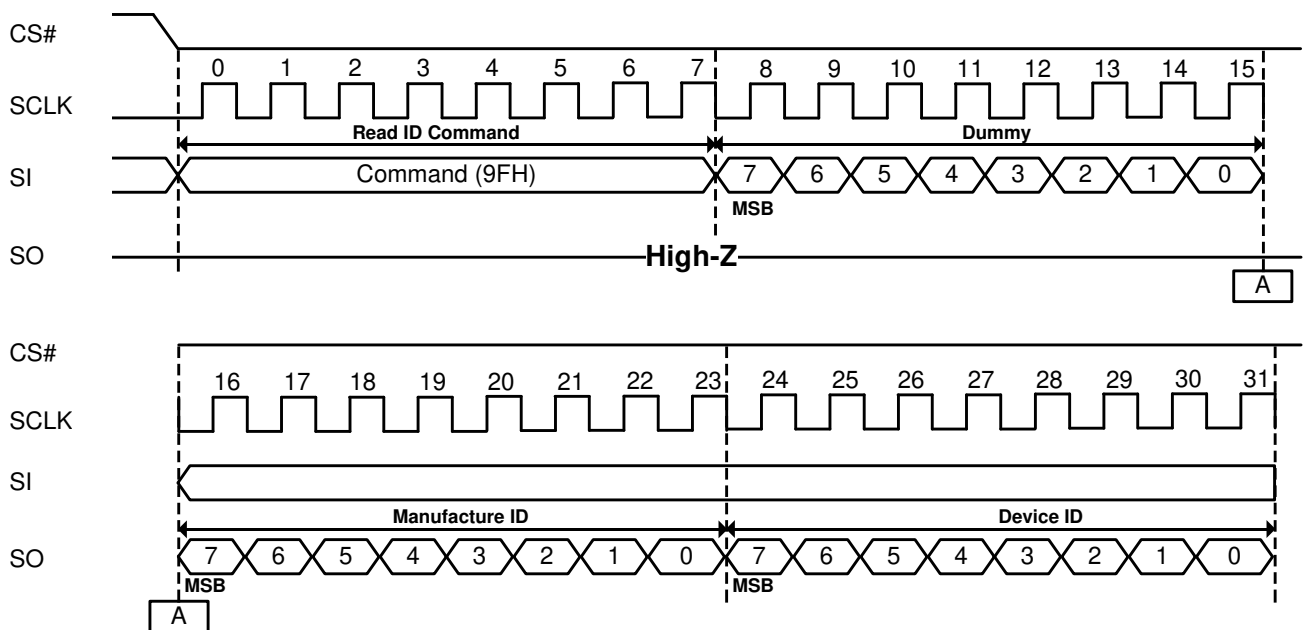 CS#
0 1 2 3 4 5 6 7 8 9 10 11 12 13 14 15
SCLK
Read ID Command Dummy
SI Command (9FH) 7 6 5 4 3 2 1 0
MSB
SO High-Z
A
CS#
16 17 18 19 20 21 22 23 24 25 26 27 28 29 30 31
SCLK
SI
Manufacture ID Device ID
SO 7 6 5 4 3 2 1 0 7 6 5 4 3 2 1 0
MSB MSB
A